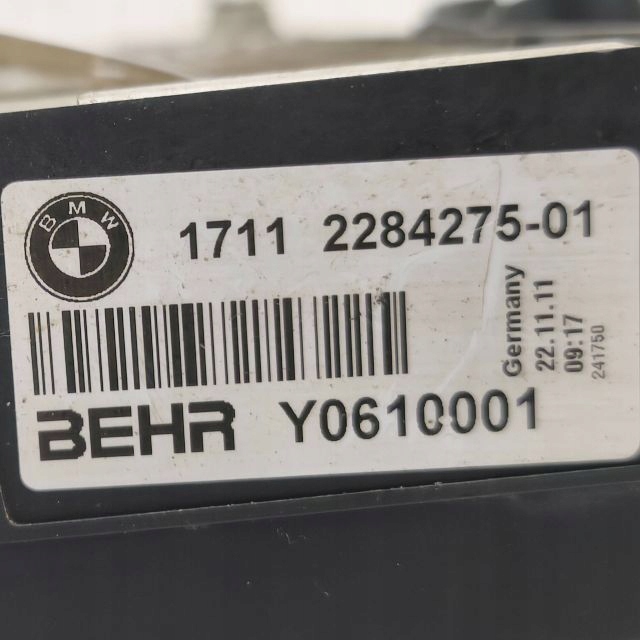 BMW
1711 2284275-01
Germany
22.11.11
09:17
241750
BEHR Y0610001